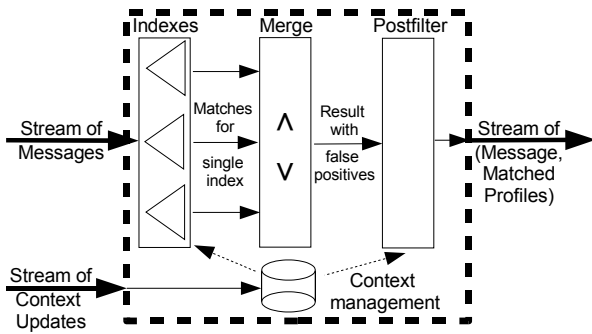 Indexes
Merge
Postfilter
Stream of
Messages
Matches
for
single
index
∧
∨
Result
with
false
positives
Stream of
(Message,
Matched
Profiles)
Stream of
Context
Updates
Context
management